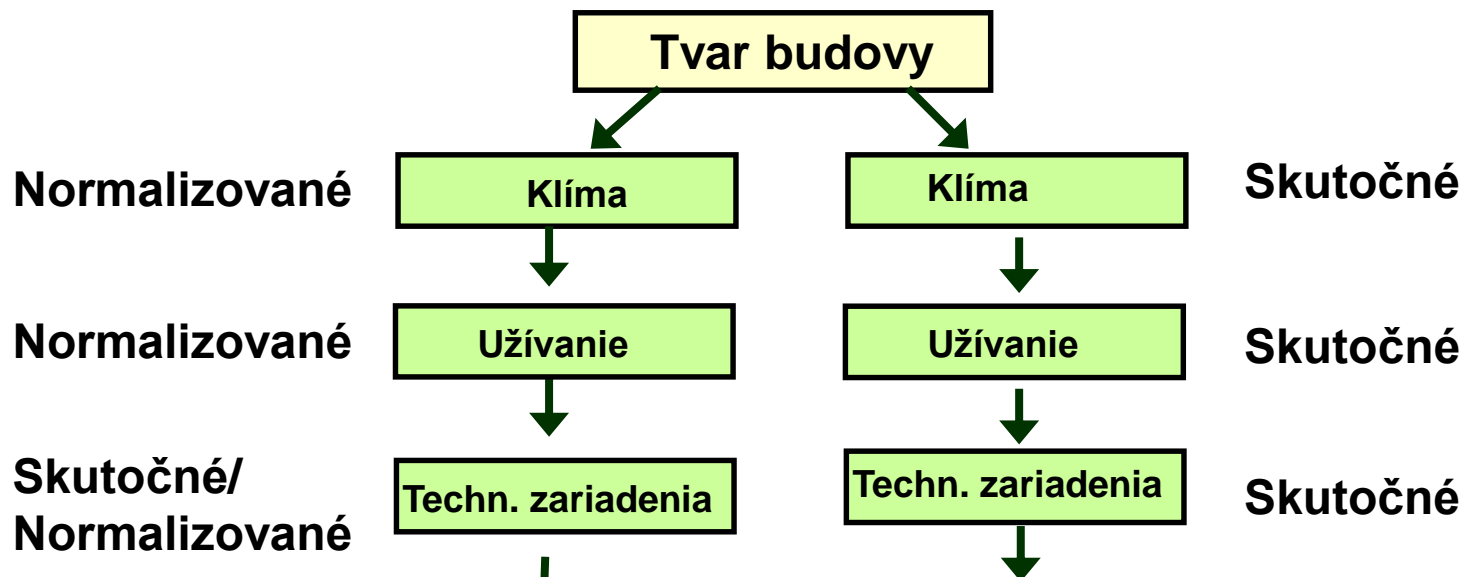 Tvar budovy
Normalizované
Klíma
Klíma
Skutočné
Normalizované
Užívanie
Užívanie
Skutočné
Skutočné/
Normalizované
Techn. zariadenia
Techn. zariadenia
Skutočné